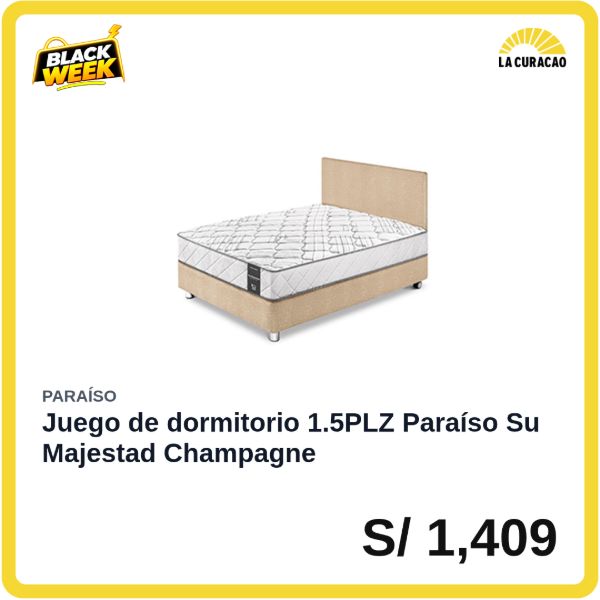 BLACK
WEEK
LA CURACAO
PARAÍSO
Juego de dormitorio 1.5PLZ Paraíso Su
Majestad Champagne
S/ 1,409